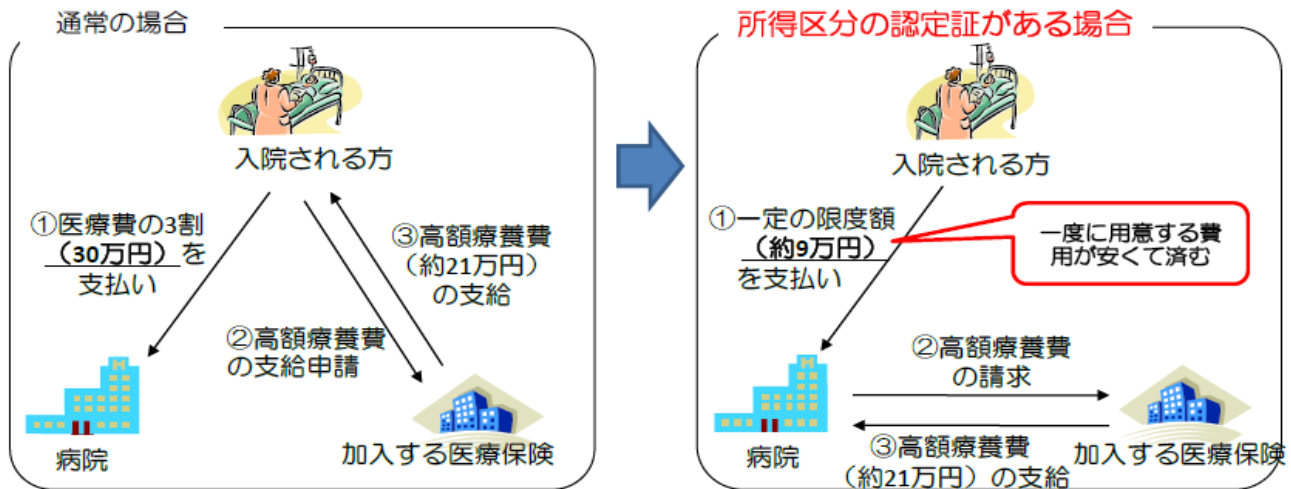 通常の場合
入院される方
①医療費の3割
（30万円）を
支払い
③高額療養費
（約21万円）
の支給
②高額療養費
の支給申請
H
病院
加入する医療保険
所得区分の認定証がある場合
入院される方
①一定の限度額
（約9万円）
を支払い
一度に用意する費
用が安くて済む
②高額療養費
の請求
H
病院
③高額療養費
（約21万円）の支給
加入する医療保険